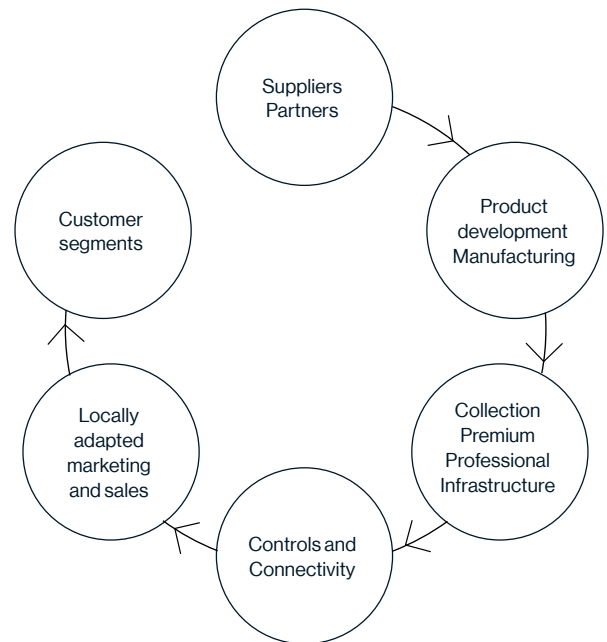 Suppliers
Partners
Product
development
Manufacturing
Collection
Premium
Professional
Infrastructure
Controls and
Connectivity
Locally
adapted
marketing
and sales
Customer
segments